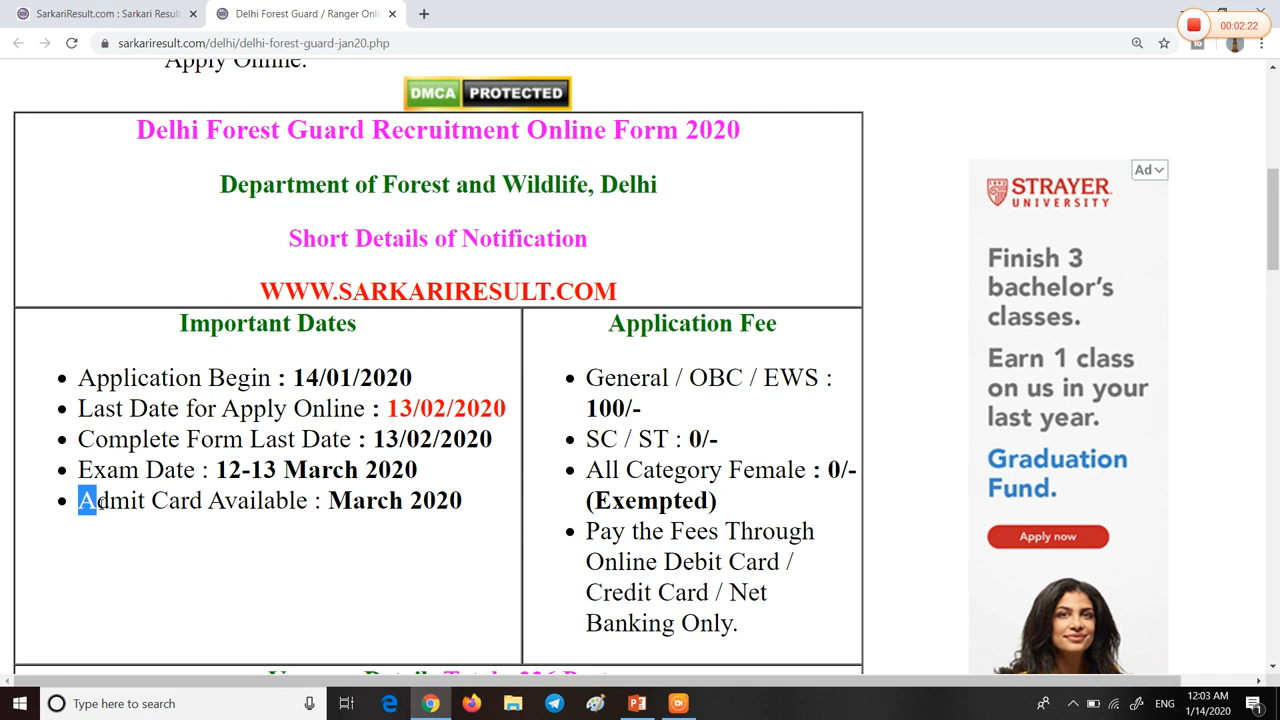 SarkariResult.com : Sarkari Resu
Delhi Forest Guard / Ranger Onli
00:02:22
sarkariresult.com/delhi/delhi-forest-guard-jan20.php
Apply Online.
DMCA PROTECTED
Delhi Forest Guard Recruitment Online Form 2020
Department of Forest and Wildlife, Delhi
Short Details of Notification
WWW.SARKARIRESULT.COM
Important Dates
Application Begin : 14/01/2020
Last Date for Apply Online : 13/02/2020
Complete Form Last Date : 13/02/2020
Exam Date : 12-13 March 2020
Admit Card Available : March 2020
Application Fee
General / OBC / EWS :
100/-
SC / ST : 0/-
All Category Female : 0/-
(Exempted)
Pay the Fees Through
Online Debit Card /
Credit Card / Net
Banking Only.
Ad
STRAYER
UNIVERSITY
Finish 3
bachelor's
classes.
Earn 1 class
on us in your
last year.
Graduation
Fund.
Apply now
Type here to search
ENG
12:03 AM
1/14/2020
1